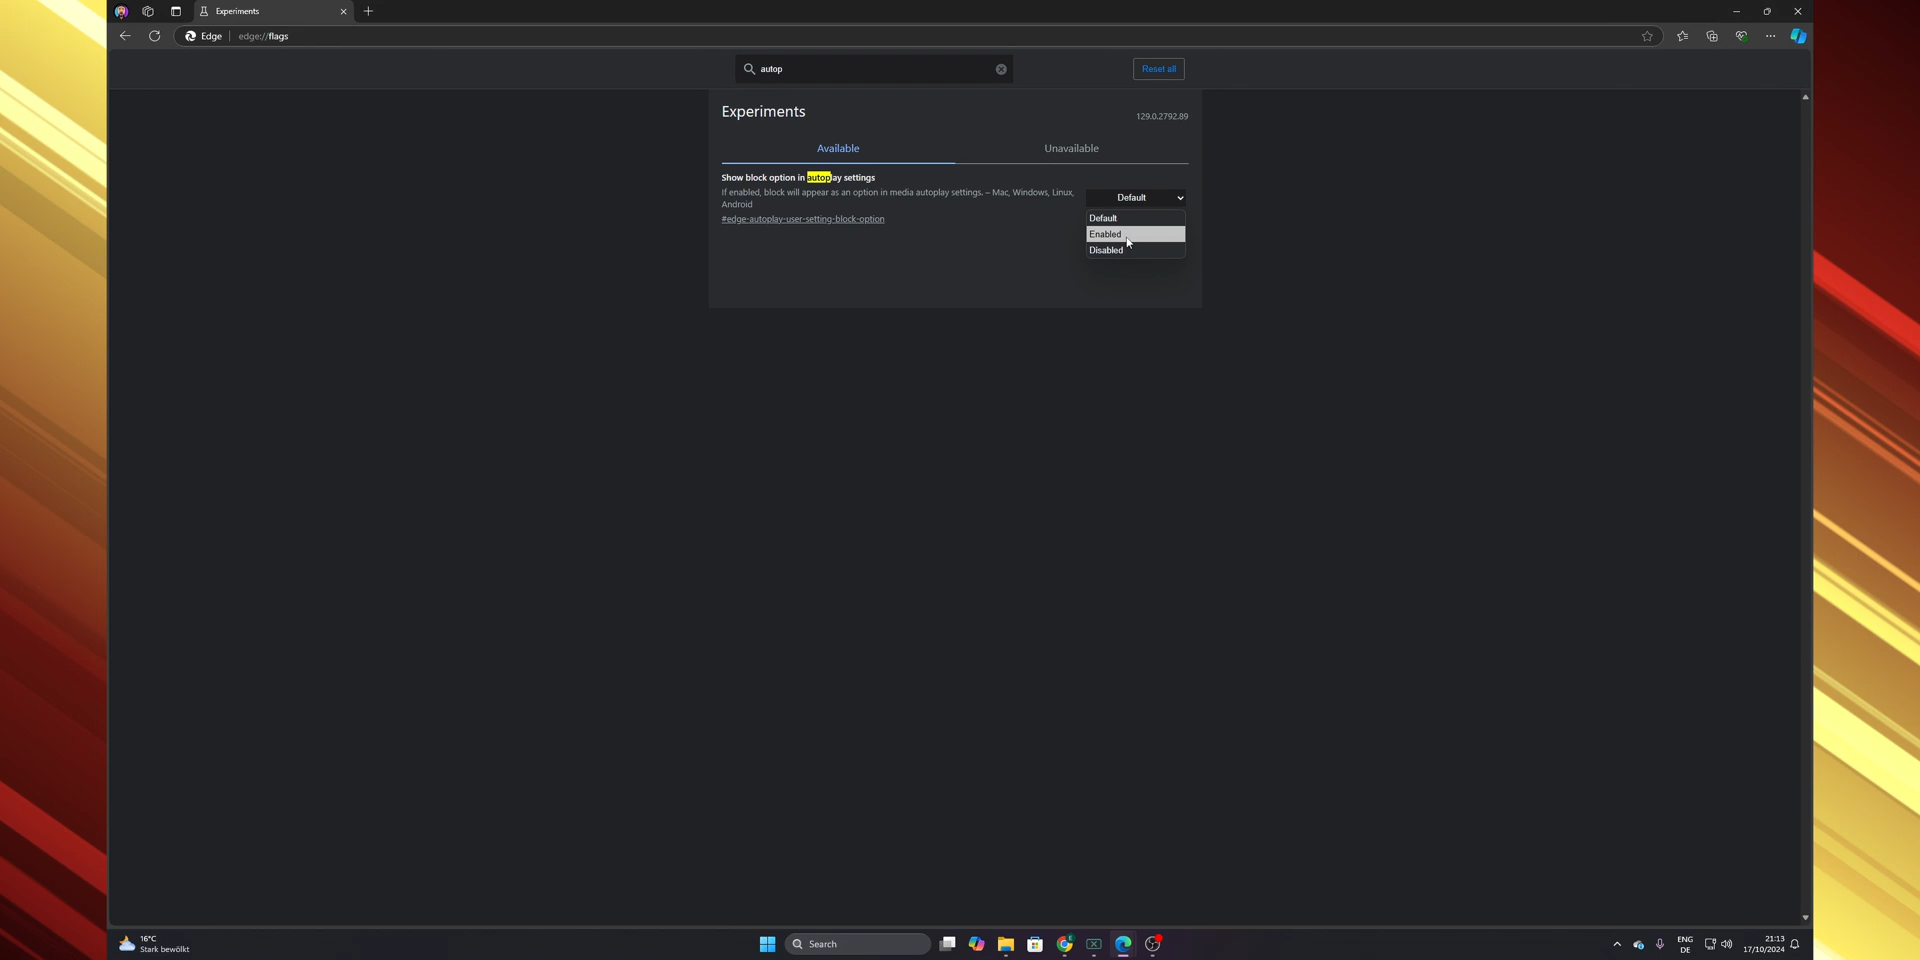 Experiments
Edge
edge://flags
autop
Reset all
Experiments
129.0.2792.89
Available
Unavailable
Show block option in autoplay settings
If enabled, block will appear as an option in media autoplay settings. – Mac, Windows, Linux,
Android
#edge-autoplay-user-setting-block-option
Default
Default
Enabled
Disabled
16°C
Stark bewölkt
Search
ENG
DE
21:13
17/10/2024